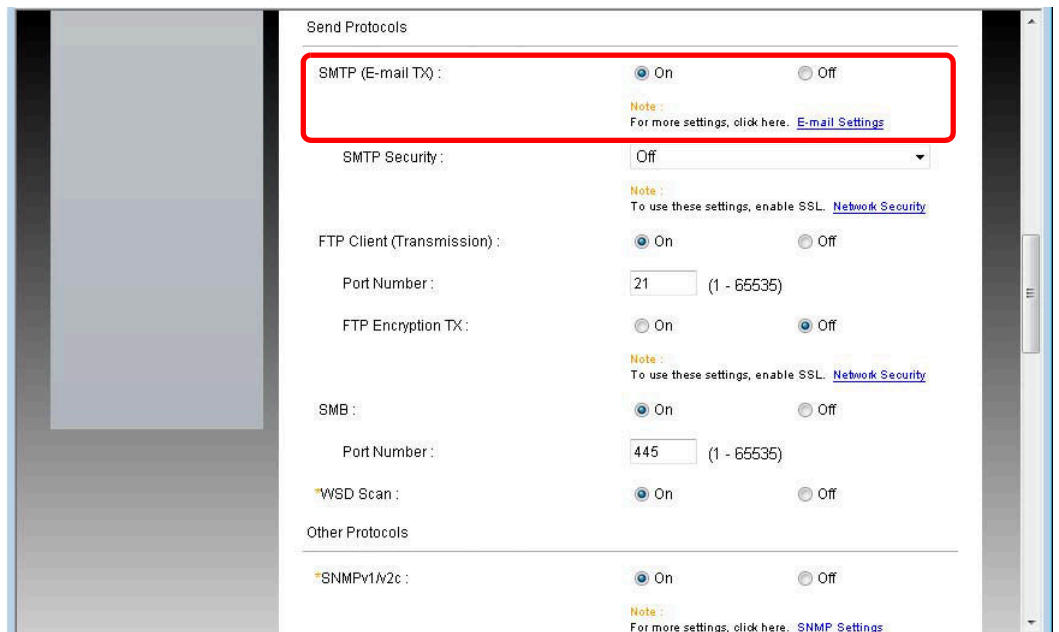 Send Protocols
SMTP (E-mail TX) : On Off
Note :
For more settings, click here. E-mail Settings
SMTP Security : Off
Note :
To use these settings, enable SSL. Network Security
FTP Client (Transmission) : On Off
Port Number : 21 (1 - 65535)
FTP Encryption TX : On Off
Note :
To use these settings, enable SSL. Network Security
SMB : On Off
Port Number : 445 (1 - 65535)
*WSD Scan : On Off
Other Protocols
*SNMPv1/v2c : On Off
Note :
For more settings, click here. SNMP Settings